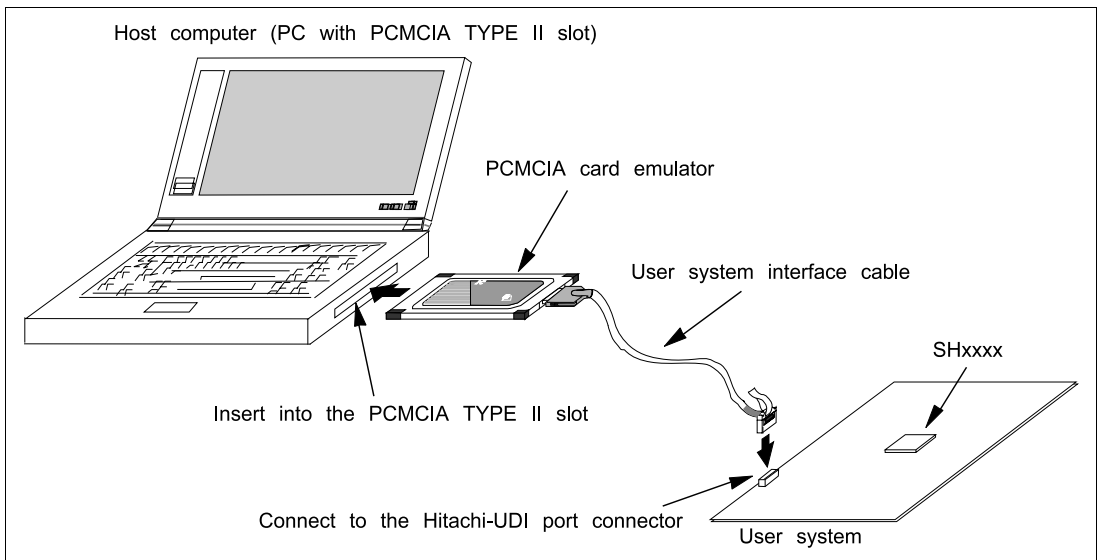 Host computer (PC with PCMCIA TYPE II slot)
PCMCIA card emulator
User system interface cable
SHxxxx
Insert into the PCMCIA TYPE II slot
Connect to the Hitachi-UDI port connector
User system